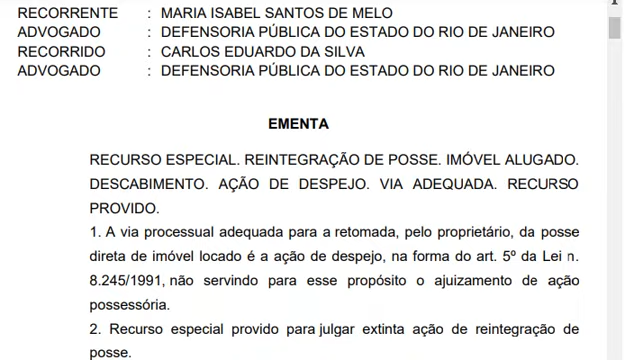 RECORRENTE : MARIA ISABEL SANTOS DE MELO
ADVOGADO : DEFENSORIA PÚBLICA DO ESTADO DO RIO DE JANEIRO
RECORRIDO : CARLOS EDUARDO DA SILVA
ADVOGADO : DEFENSORIA PÚBLICA DO ESTADO DO RIO DE JANEIRO
EMENTA
RECURSO ESPECIAL. REINTEGRAÇÃO DE POSSE. IMÓVEL ALUGADO.
DESCABIMENTO. AÇÃO DE DESPEJO. VIA ADEQUADA. RECURSO
PROVIDO.
1. A via processual adequada para a retomada, pelo proprietário, da posse
direta de imóvel locado é a ação de despejo, na forma do art. 5º da Lei n.
8.245/1991, não servindo para esse propósito o ajuizamento de ação
possessória.
2. Recurso especial provido para julgar extinta ação de reintegração de
posse.